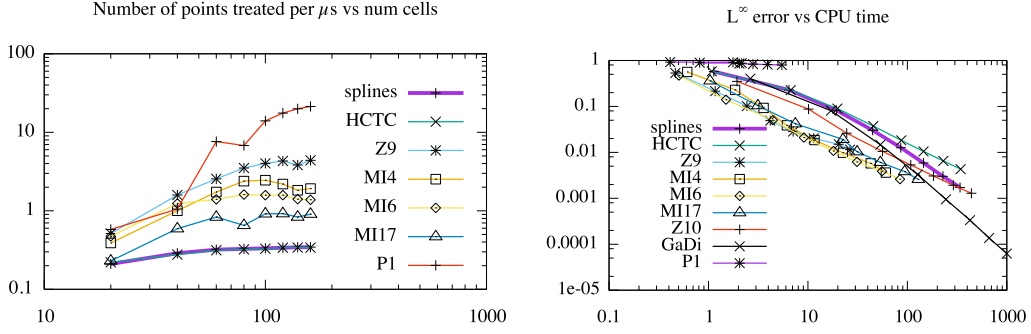 Number of points treated per μs vs num cells
100
10
1
0.1
10
100
1000
splines
HCTC
Z9
MI4
MI6
MI17
P1
L∞ error vs CPU time
1
0.1
0.01
0.001
0.0001
1e-05
0.1
1
10
100
1000
splines
HCTC
Z9
MI4
MI6
MI17
Z10
GaDi
P1